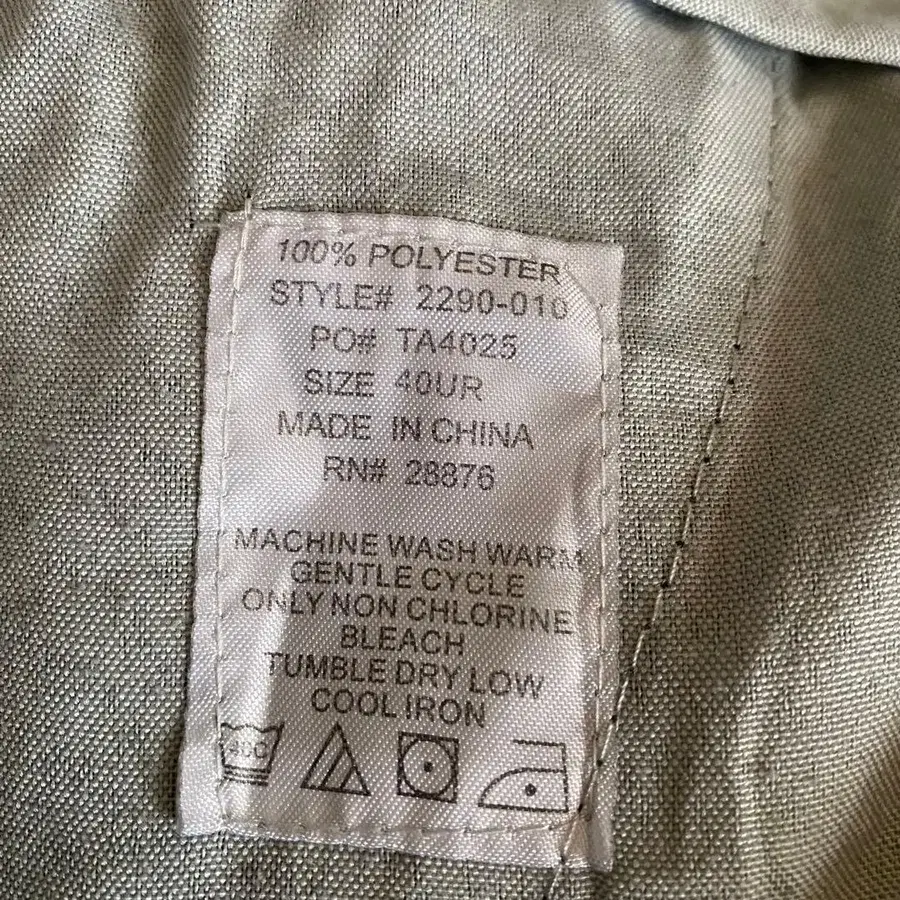 100% POLYESTER
STYLE# 2290-010
PO# TA4025
SIZE 40UR
MADE IN CHINA
RN# 28876
MACHINE WASH WARM
GENTLE CYCLE
ONLY NON CHLORINE
BLEACH
TUMBLE DRY LOW
COOL IRON
40C